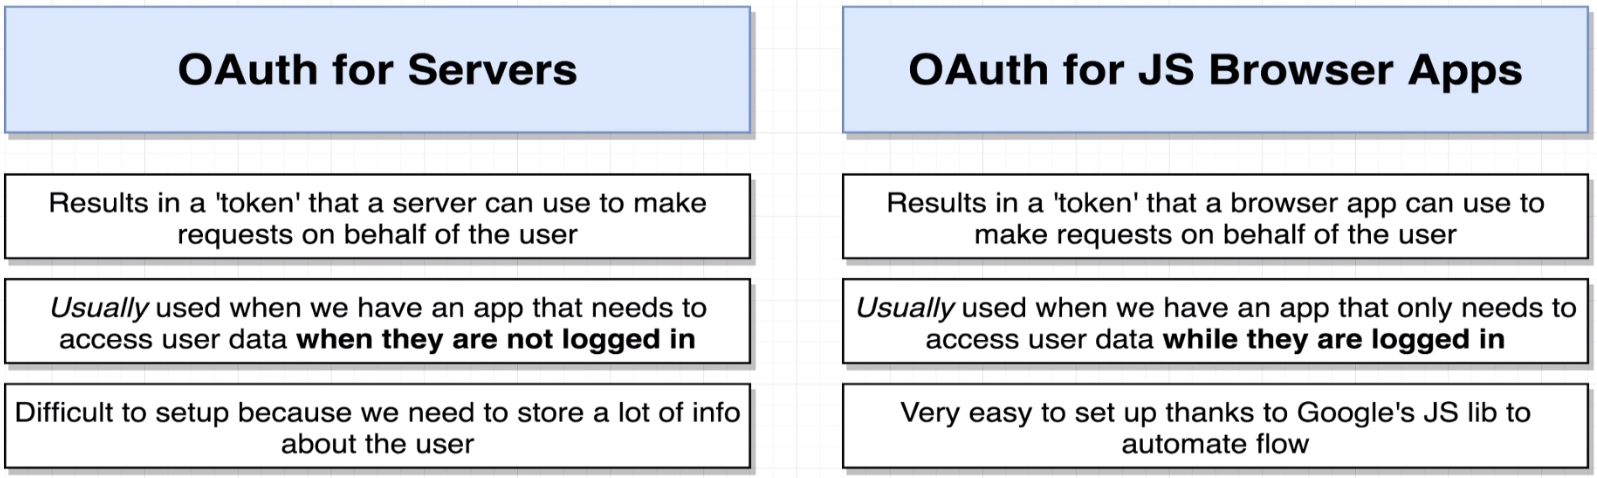 OAuth for Servers
Results in a 'token' that a server can use to make
requests on behalf of the user
Usually used when we have an app that needs to
access user data when they are not logged in
Difficult to setup because we need to store a lot of info
about the user
OAuth for JS Browser Apps
Results in a 'token' that a browser app can use to
make requests on behalf of the user
Usually used when we have an app that only needs to
access user data while they are logged in
Very easy to set up thanks to Google's JS lib to
automate flow